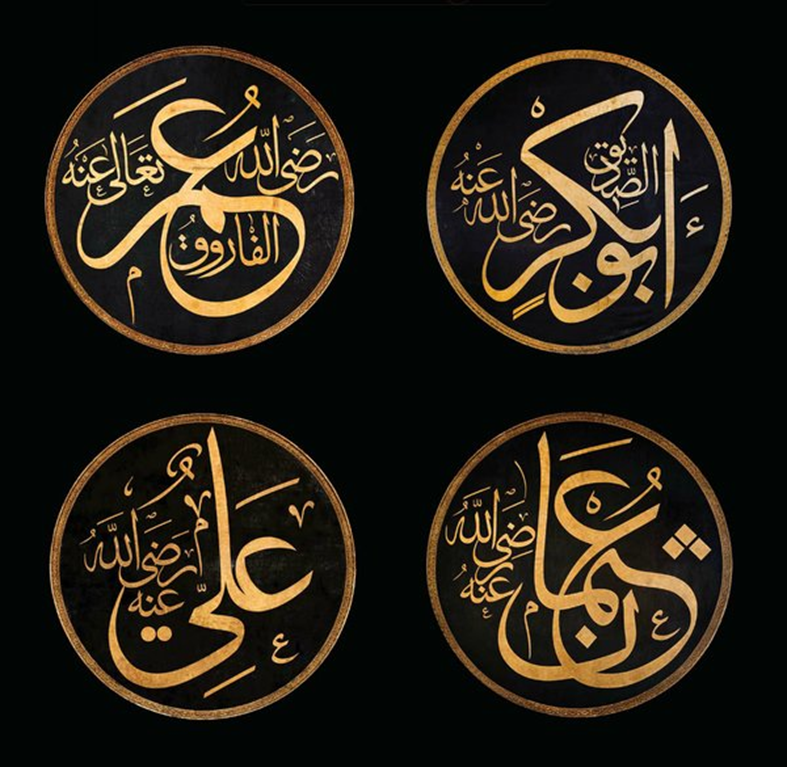 أبو بكر الصديق رضي الله عنه
عمر الفاروق رضي الله تعالى عنه
عثمان رضي الله عنه
علي رضي الله عنه